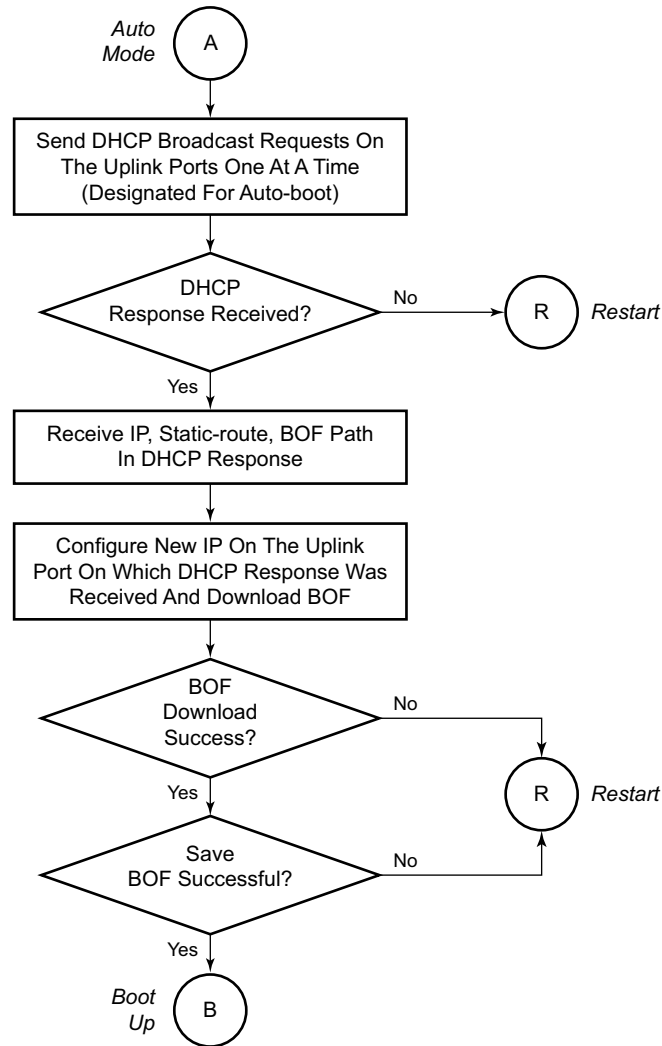 Auto
Mode
A
Send DHCP Broadcast Requests On
The Uplink Ports One At A Time
(Designated For Auto-boot)
DHCP
Response Received?
No
R
Restart
Yes
Receive IP, Static-route, BOF Path
In DHCP Response
Configure New IP On The Uplink
Port On Which DHCP Response Was
Received And Download BOF
BOF
Download
Success?
No
R
Restart
Yes
Save
BOF Successful?
No
Yes
Boot
Up
B